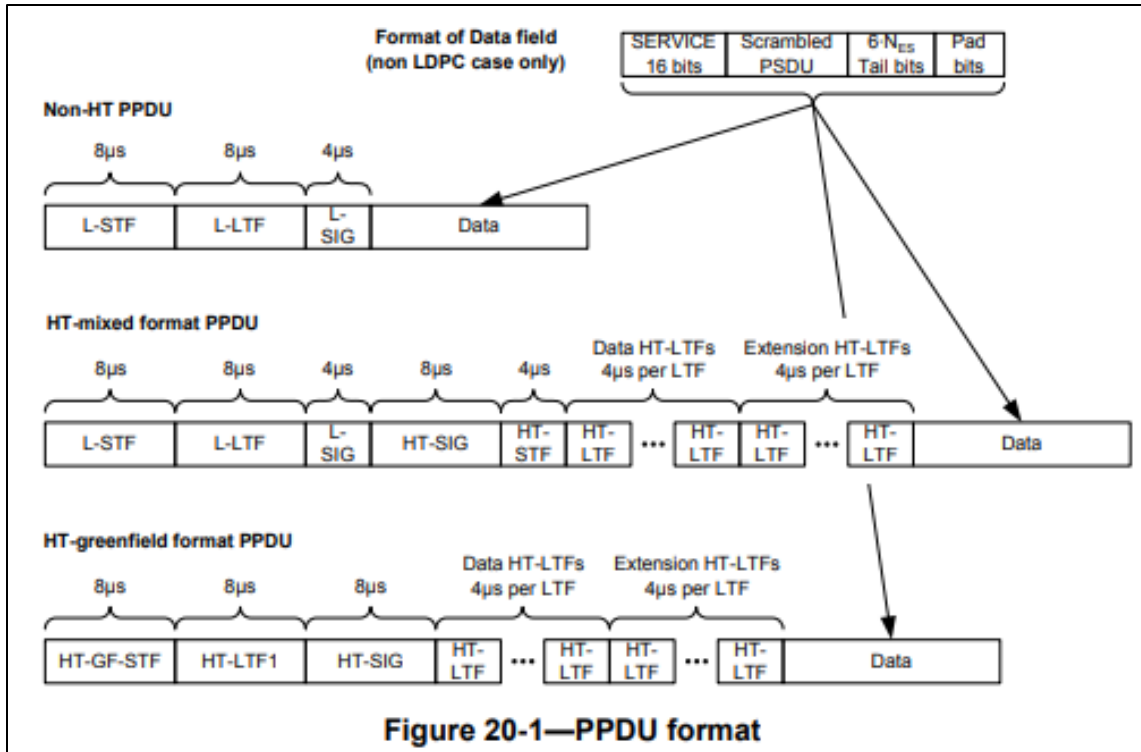 Format of Data field
(non LDPC case only)
SERVICE 16 bits
Scrambled PSDU
6·NES Tail bits
Pad bits
Non-HT PPDU
8µs 8µs 4µs
L-STF L-LTF L-SIG Data
HT-mixed format PPDU
Data HT-LTFs
4µs per LTF
Extension HT-LTFs
4µs per LTF
8µs 8µs 4µs 8µs 4µs
L-STF L-LTF L-SIG HT-SIG HT-STF HT-LTF ••• HT-LTF HT-LTF ••• HT-LTF Data
HT-greenfield format PPDU
Data HT-LTFs
4µs per LTF
Extension HT-LTFs
4µs per LTF
8µs 8µs 8µs
HT-GF-STF HT-LTF1 HT-SIG HT-LTF ••• HT-LTF HT-LTF ••• HT-LTF Data
Figure 20-1—PPDU format